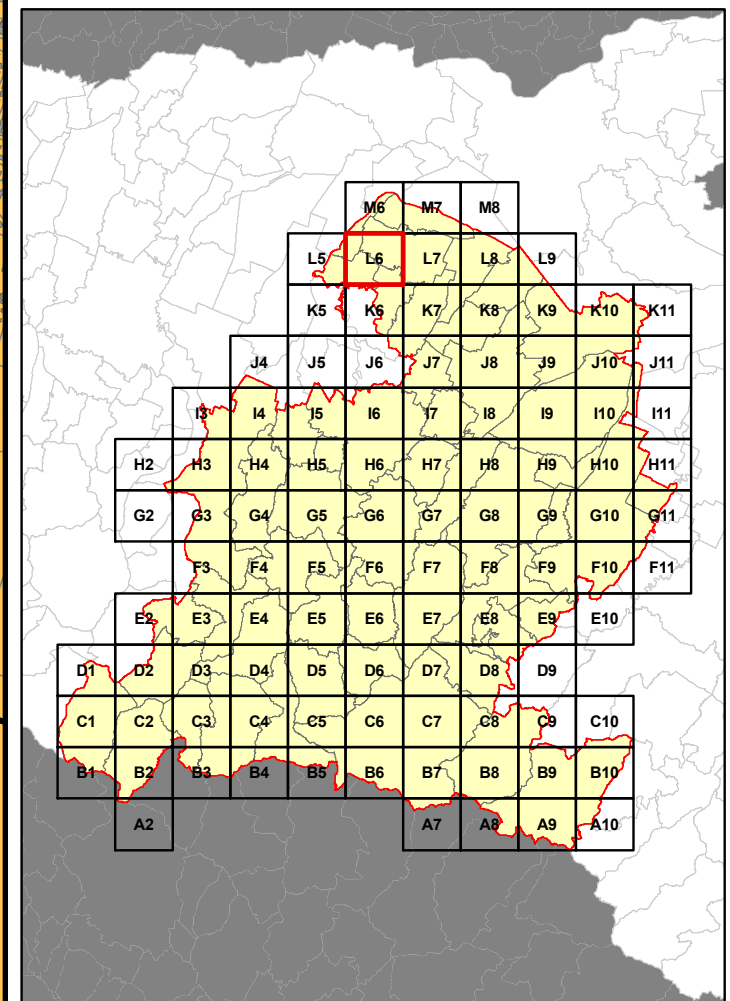 M6 M7 M8
L5 L6 L7 L8 L9
K5 K6 K7 K8 K9 K10 K11
J4 J5 J6 J7 J8 J9 J10 J11
I3 I4 I5 I6 I7 I8 I9 I10 I11
H2 H3 H4 H5 H6 H7 H8 H9 H10 H11
G2 G3 G4 G5 G6 G7 G8 G9 G10 G11
F3 F4 F5 F6 F7 F8 F9 F10 F11
E2 E3 E4 E5 E6 E7 E8 E9 E10
D1 D2 D3 D4 D5 D6 D7 D8 D9
C1 C2 C3 C4 C5 C6 C7 C8 C9 C10
B1 B2 B3 B4 B5 B6 B7 B8 B9 B10
A2 A7 A8 A9 A10